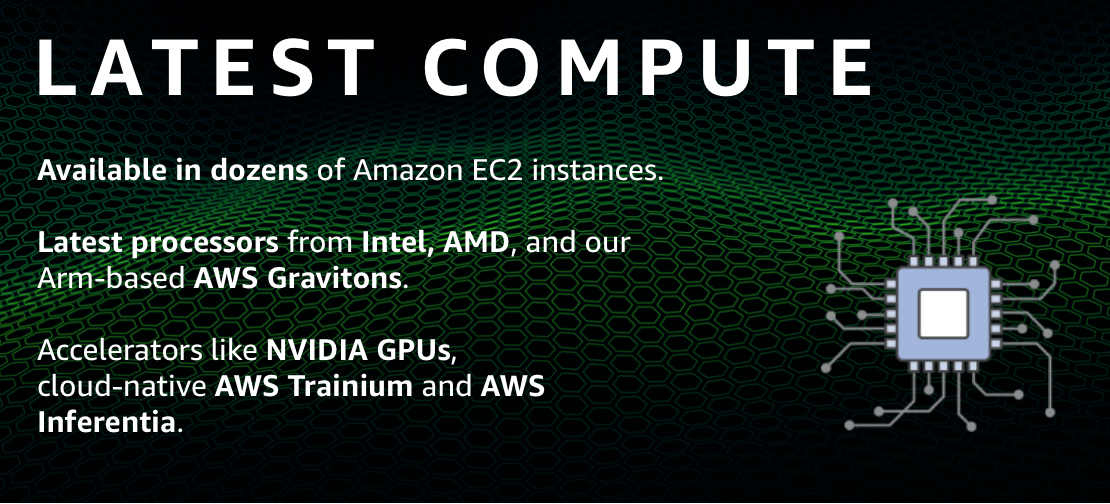 LATEST COMPUTE
Available in dozens of Amazon EC2 instances.
Latest processors from Intel, AMD, and our
Arm-based AWS Gravitons.
Accelerators like NVIDIA GPUs,
cloud-native AWS Trainium and AWS
Inferentia.